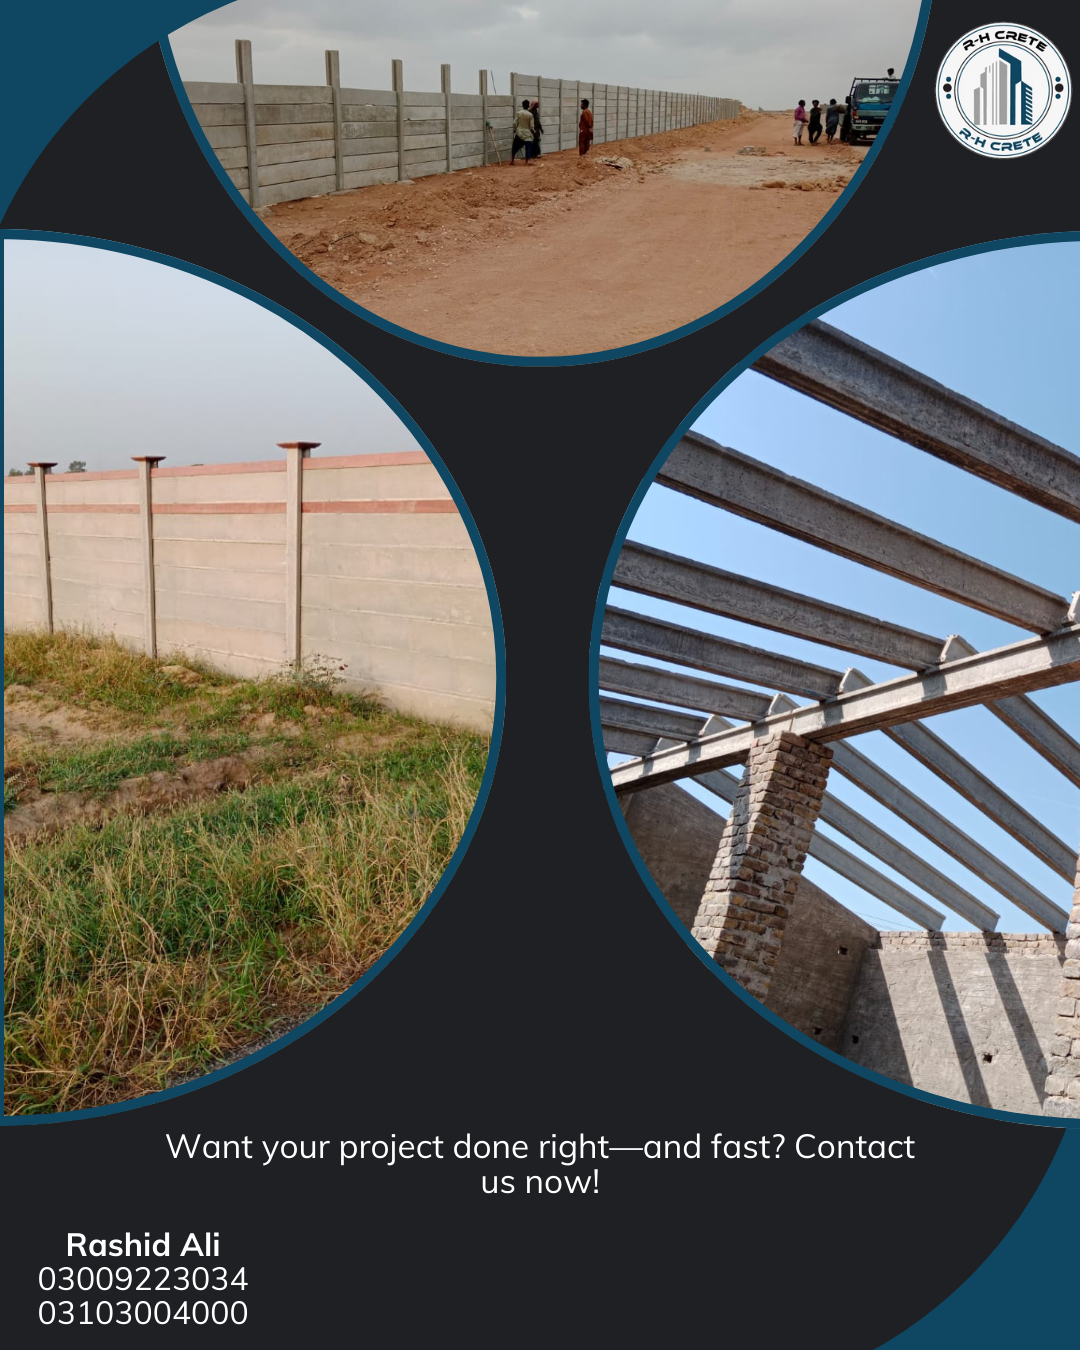 R-H CRETE
R-H CRETE
Want your project done right—and fast? Contact
us now!
Rashid Ali
03009223034
03103004000